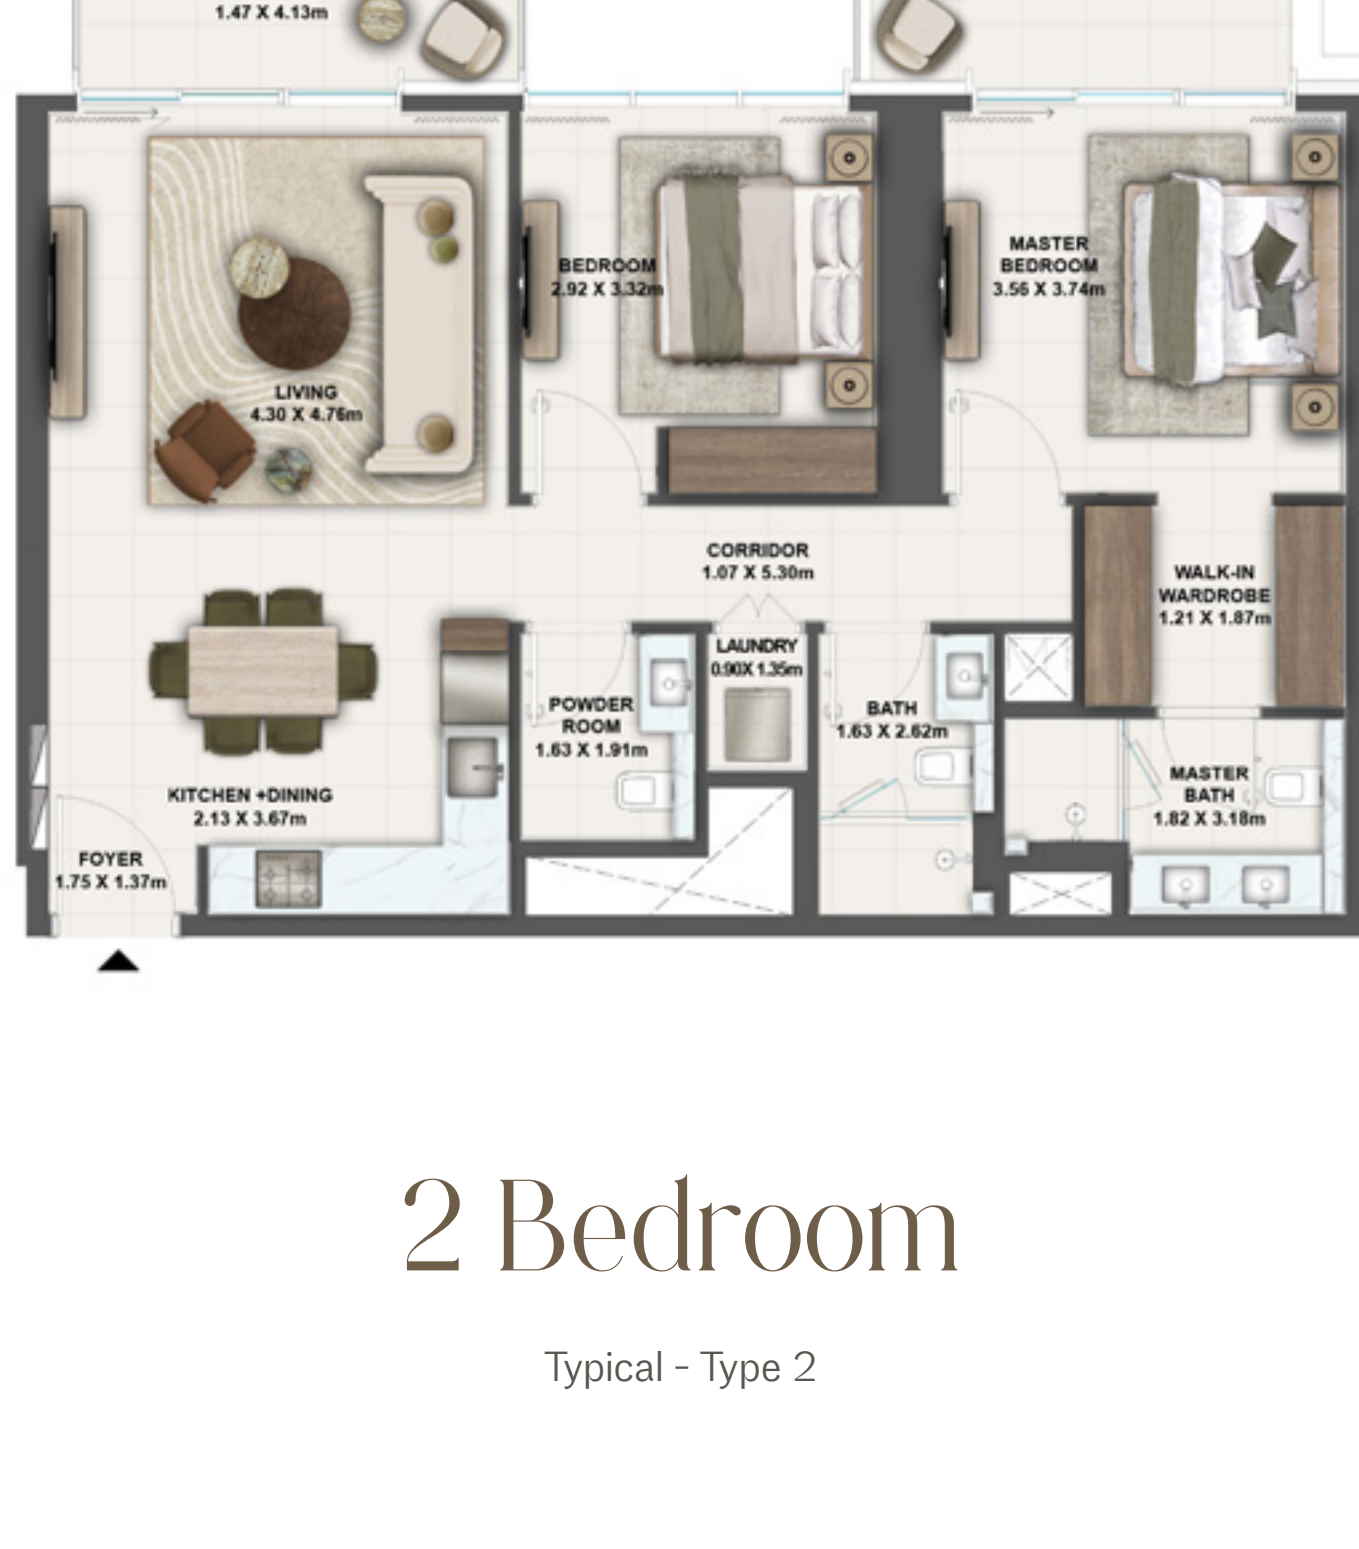 1.47 X 4.13m
BEDROOM
2.92 X 3.32m
MASTER
BEDROOM
3.56 X 3.74m
LIVING
4.30 X 4.76m
CORRIDOR
1.07 X 5.30m
WALK-IN
WARDROBE
1.21 X 1.87m
LAUNDRY
0.90X 1.35m
POWDER
ROOM
1.63 X 1.91m
BATH
1.63 X 2.62m
MASTER
BATH
1.82 X 3.18m
KITCHEN +DINING
2.13 X 3.67m
FOYER
1.75 X 1.37m
2 Bedroom
Typical - Type 2